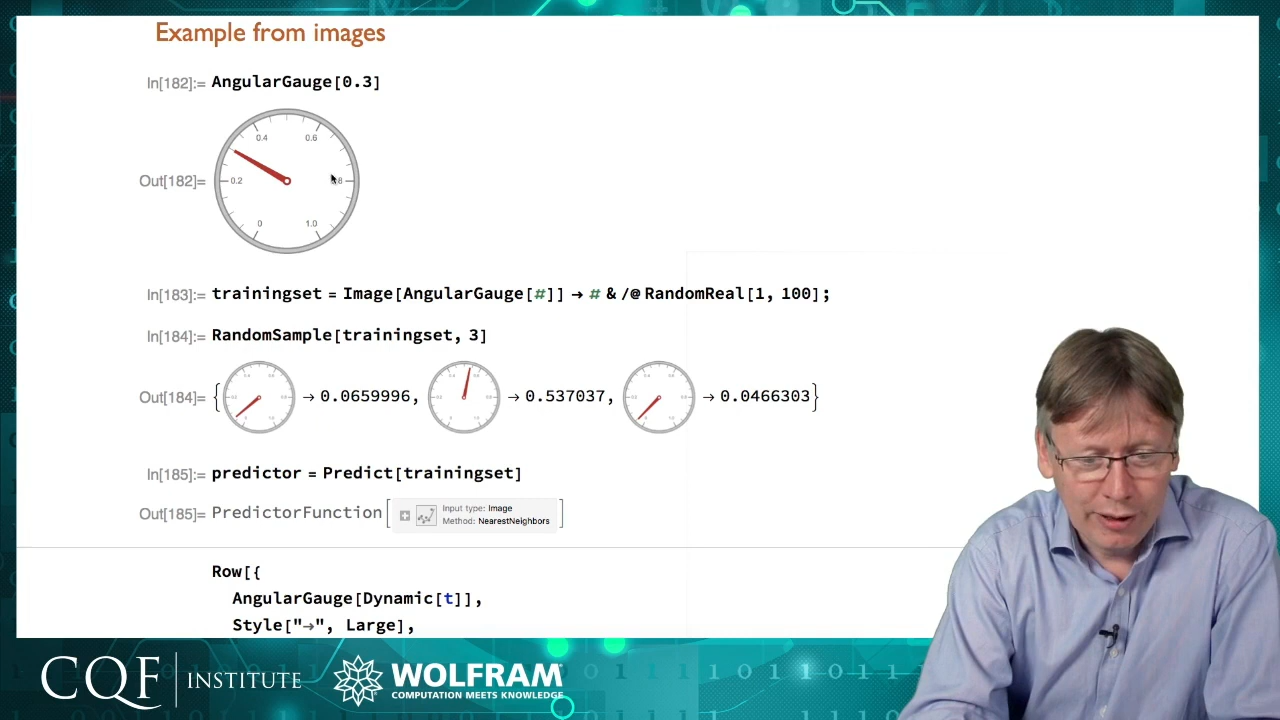 Example from images
In[182]:= AngularGauge[0.3]
0.4 0.6
Out[182]= 0.2
0 1.0
In[183]:= trainingset = Image[AngularGauge[#]] → # & /@ RandomReal[1, 100];
In[184]:= RandomSample[trainingset, 3]
Out[184]= { → 0.0659996, → 0.537037, → 0.0466303}
In[185]:= predictor = Predict[trainingset]
Out[185]= PredictorFunction[ Input type: Image
Method: NearestNeighbors ]
Row[{
AngularGauge[Dynamic[t]],
Style["→", Large],
CQF INSTITUTE
WOLFRAM
COMPUTATION MEETS KNOWLEDGE